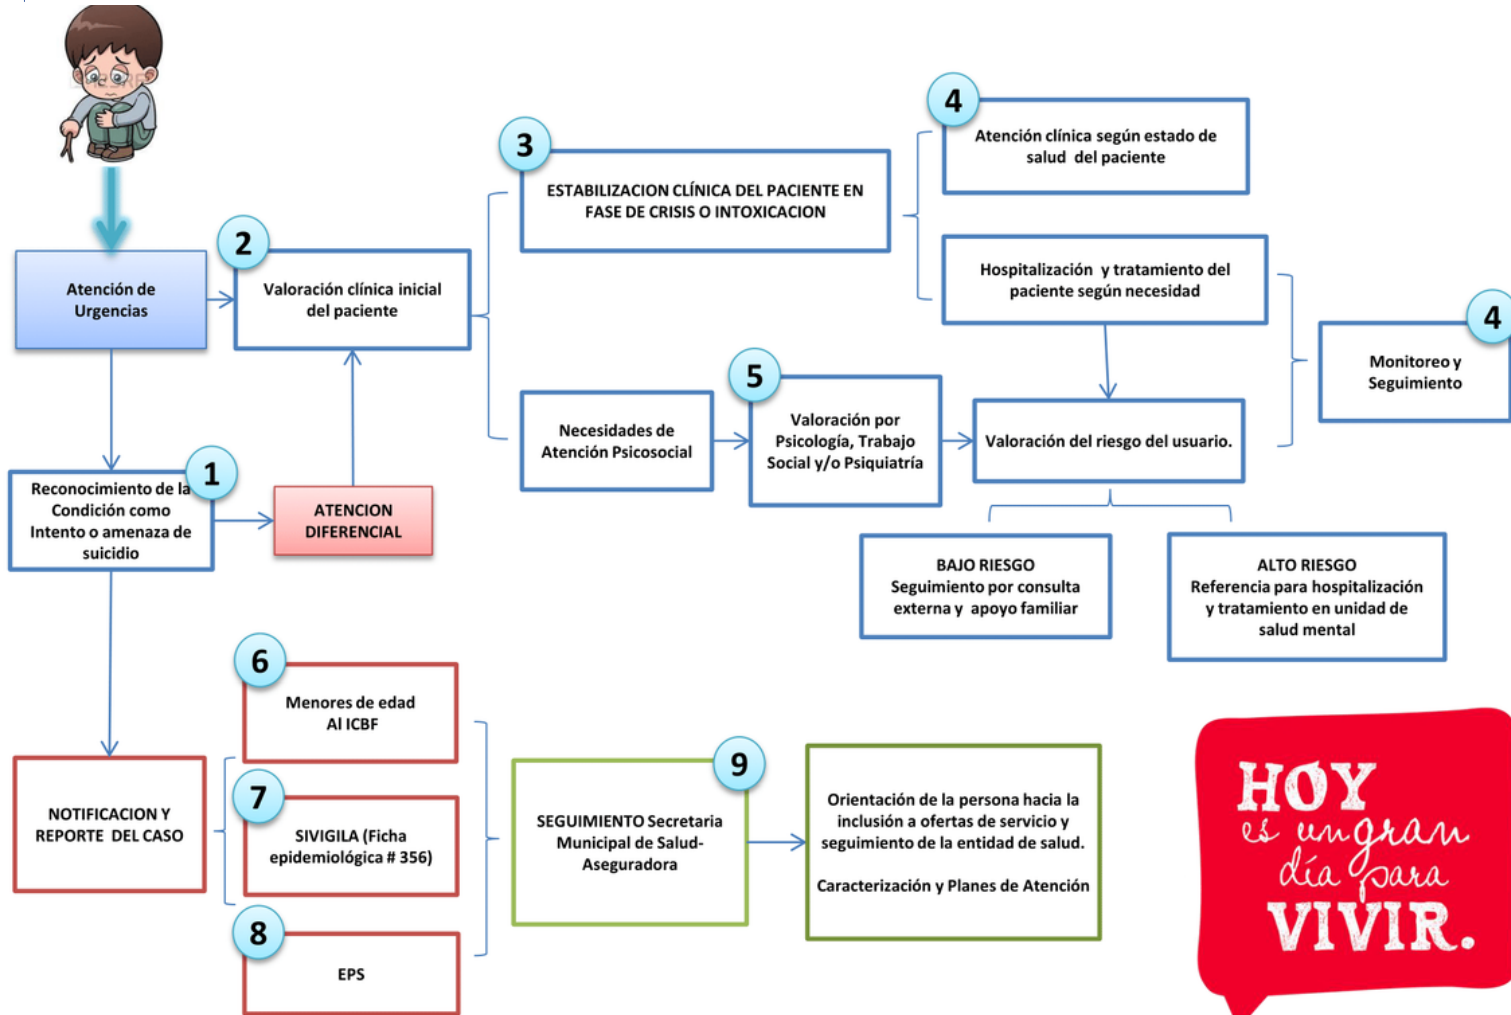 Atención de
Urgencias
2
Valoración clínica inicial
del paciente
3
ESTABILIZACION CLÍNICA DEL PACIENTE EN
FASE DE CRISIS O INTOXICACION
4
Atención clínica según estado de
salud del paciente
Hospitalización y tratamiento del
paciente según necesidad
4
Monitoreo y
Seguimiento
1
Reconocimiento de la
Condición como
Intento o amenaza de
suicidio
ATENCION
DIFERENCIAL
Necesidades de
Atención Psicosocial
5
Valoración por
Psicología, Trabajo
Social y/o Psiquiatría
Valoración del riesgo del usuario.
BAJO RIESGO
Seguimiento por consulta
externa y apoyo familiar
ALTO RIESGO
Referencia para hospitalización
y tratamiento en unidad de
salud mental
NOTIFICACION Y
REPORTE DEL CASO
6
Menores de edad
Al ICBF
7
SIVIGILA (Ficha
epidemiológica # 356)
8
EPS
9
SEGUIMIENTO Secretaria
Municipal de Salud-
Aseguradora
Orientación de la persona hacia la
inclusión a ofertas de servicio y
seguimiento de la entidad de salud.
Caracterización y Planes de Atención
HOY
es un gran
día para
VIVIR.